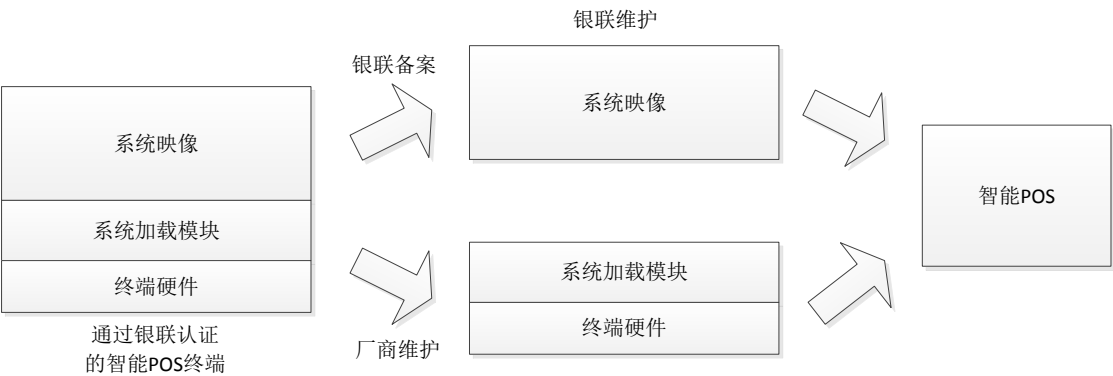 银联维护
银联备案
系统映像
系统映像
系统加载模块
终端硬件
通过银联认证
的智能POS终端
系统加载模块
终端硬件
厂商维护
智能POS